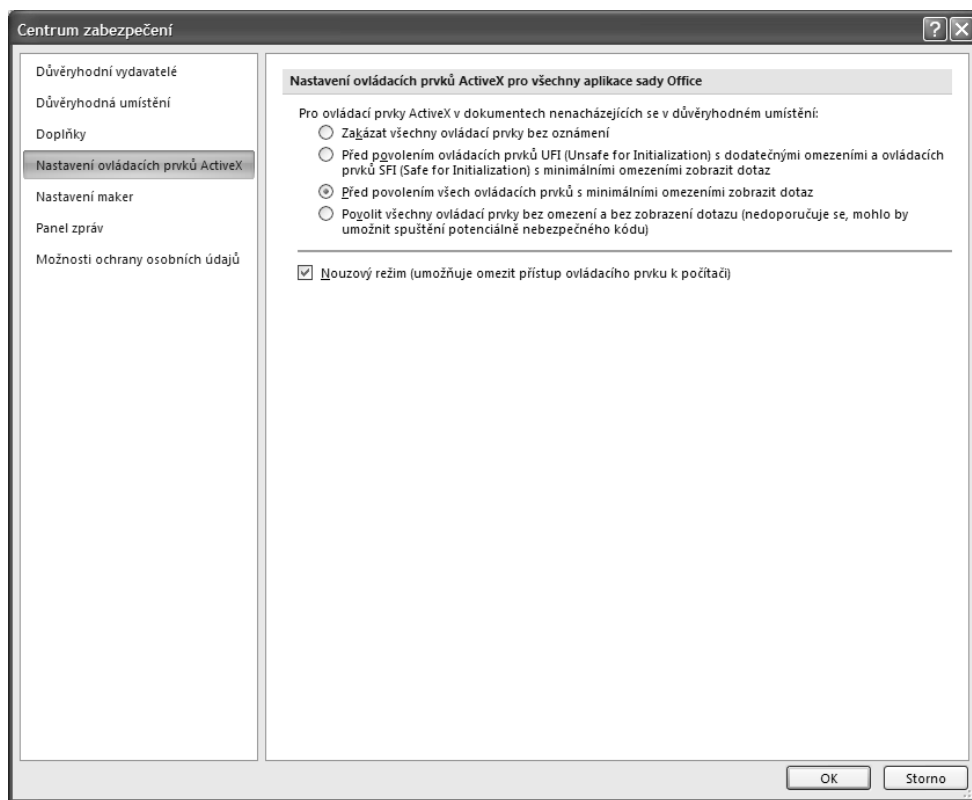 Centrum zabezpečení
Důvěryhodní vydavatelé
Důvěryhodná umístění
Doplňky
Nastavení ovládacích prvků ActiveX
Nastavení maker
Panel zpráv
Možnosti ochrany osobních údajů
Nastavení ovládacích prvků ActiveX pro všechny aplikace sady Office
Pro ovládací prvky ActiveX v dokumentech nenacházejících se v důvěryhodném umístění:
Zakázat všechny ovládací prvky bez oznámení
Před povolením ovládacích prvků UFI (Unsafe for Initialization) s dodatečnými omezeními a ovládacích
prvků SFI (Safe for Initialization) s minimálními omezeními zobrazit dotaz
Před povolením všech ovládacích prvků s minimálními omezeními zobrazit dotaz
Povolit všechny ovládací prvky bez omezení a bez zobrazení dotazu (nedoporučuje se, mohlo by
umožnit spuštění potenciálně nebezpečného kódu)
Nouzový režim (umožňuje omezit přístup ovládacího prvku k počítači)
OK
Storno